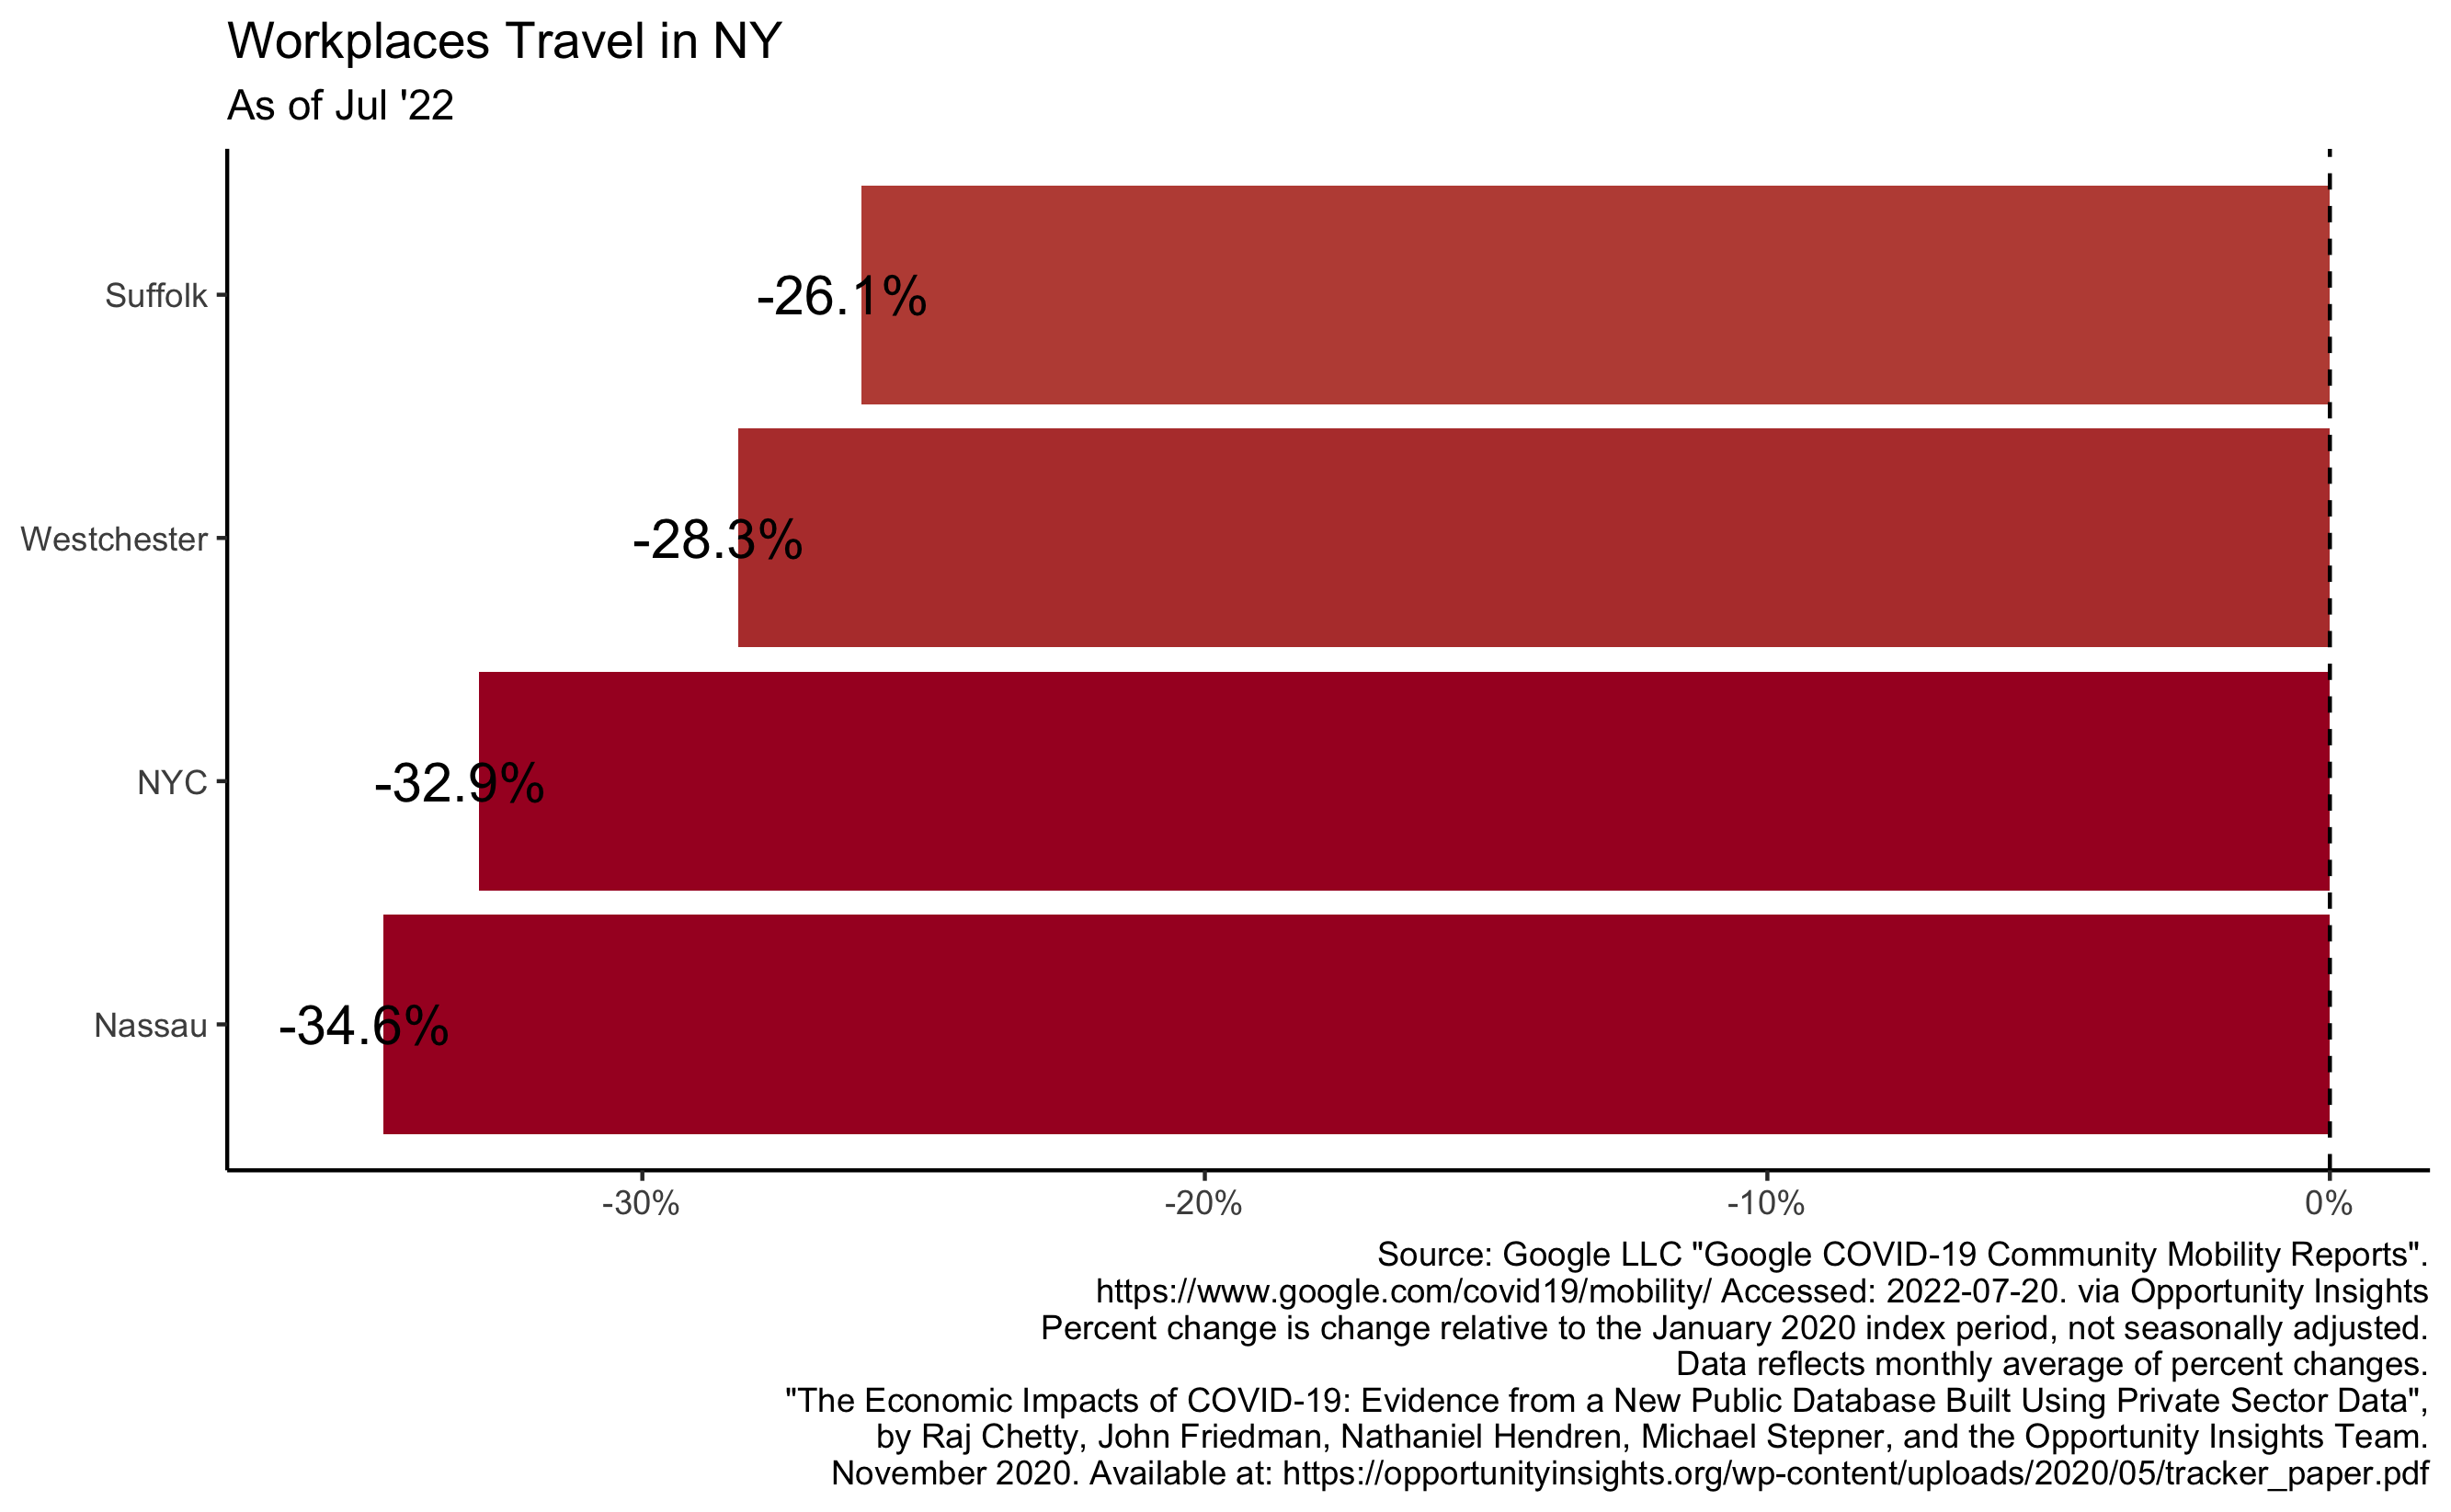 Workplaces Travel in NY
As of Jul '22
Suffolk
-26.1%
Westchester
-28.3%
NYC
-32.9%
Nassau
-34.6%
-30%
-20%
-10%
0%
Source: Google LLC "Google COVID-19 Community Mobility Reports".
https://www.google.com/covid19/mobility/ Accessed: 2022-07-20. via Opportunity Insights
Percent change is change relative to the January 2020 index period, not seasonally adjusted.
Data reflects monthly average of percent changes.
"The Economic Impacts of COVID-19: Evidence from a New Public Database Built Using Private Sector Data",
by Raj Chetty, John Friedman, Nathaniel Hendren, Michael Stepner, and the Opportunity Insights Team.
November 2020. Available at: https://opportunityinsights.org/wp-content/uploads/2020/05/tracker_paper.pdf